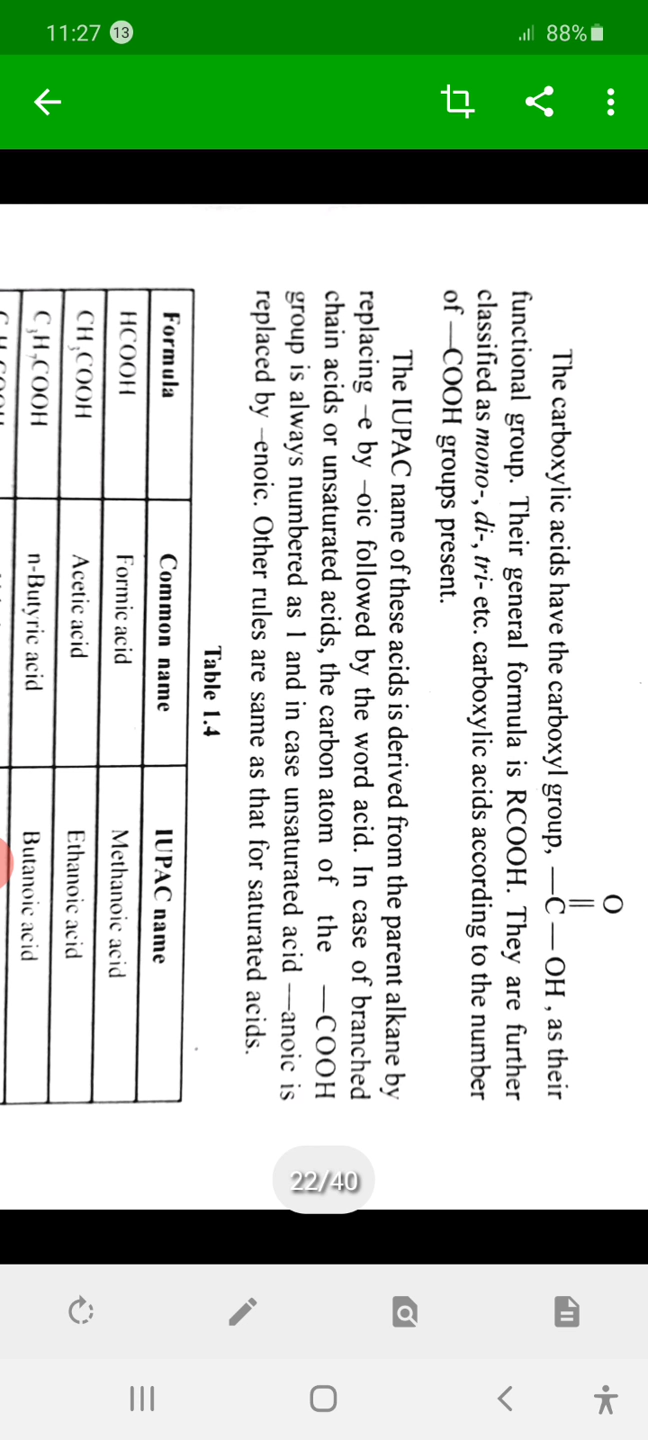 11:27 13 88%
O
||
The carboxylic acids have the carboxyl group, —C — OH , as their
functional group. Their general formula is RCOOH. They are further
classified as mono-, di-, tri- etc. carboxylic acids according to the number
of —COOH groups present.
The IUPAC name of these acids is derived from the parent alkane by
replacing –e by –oic followed by the word acid. In case of branched
chain acids or unsaturated acids, the carbon atom of the —COOH
group is always numbered as 1 and in case unsaturated acid —anoic is
replaced by –enoic. Other rules are same as that for saturated acids.
Table 1.4
Formula Common name IUPAC name
HCOOH Formic acid Methanoic acid
CH₃COOH Acetic acid Ethanoic acid
C₃H₇COOH n-Butyric acid Butanoic acid
22/40